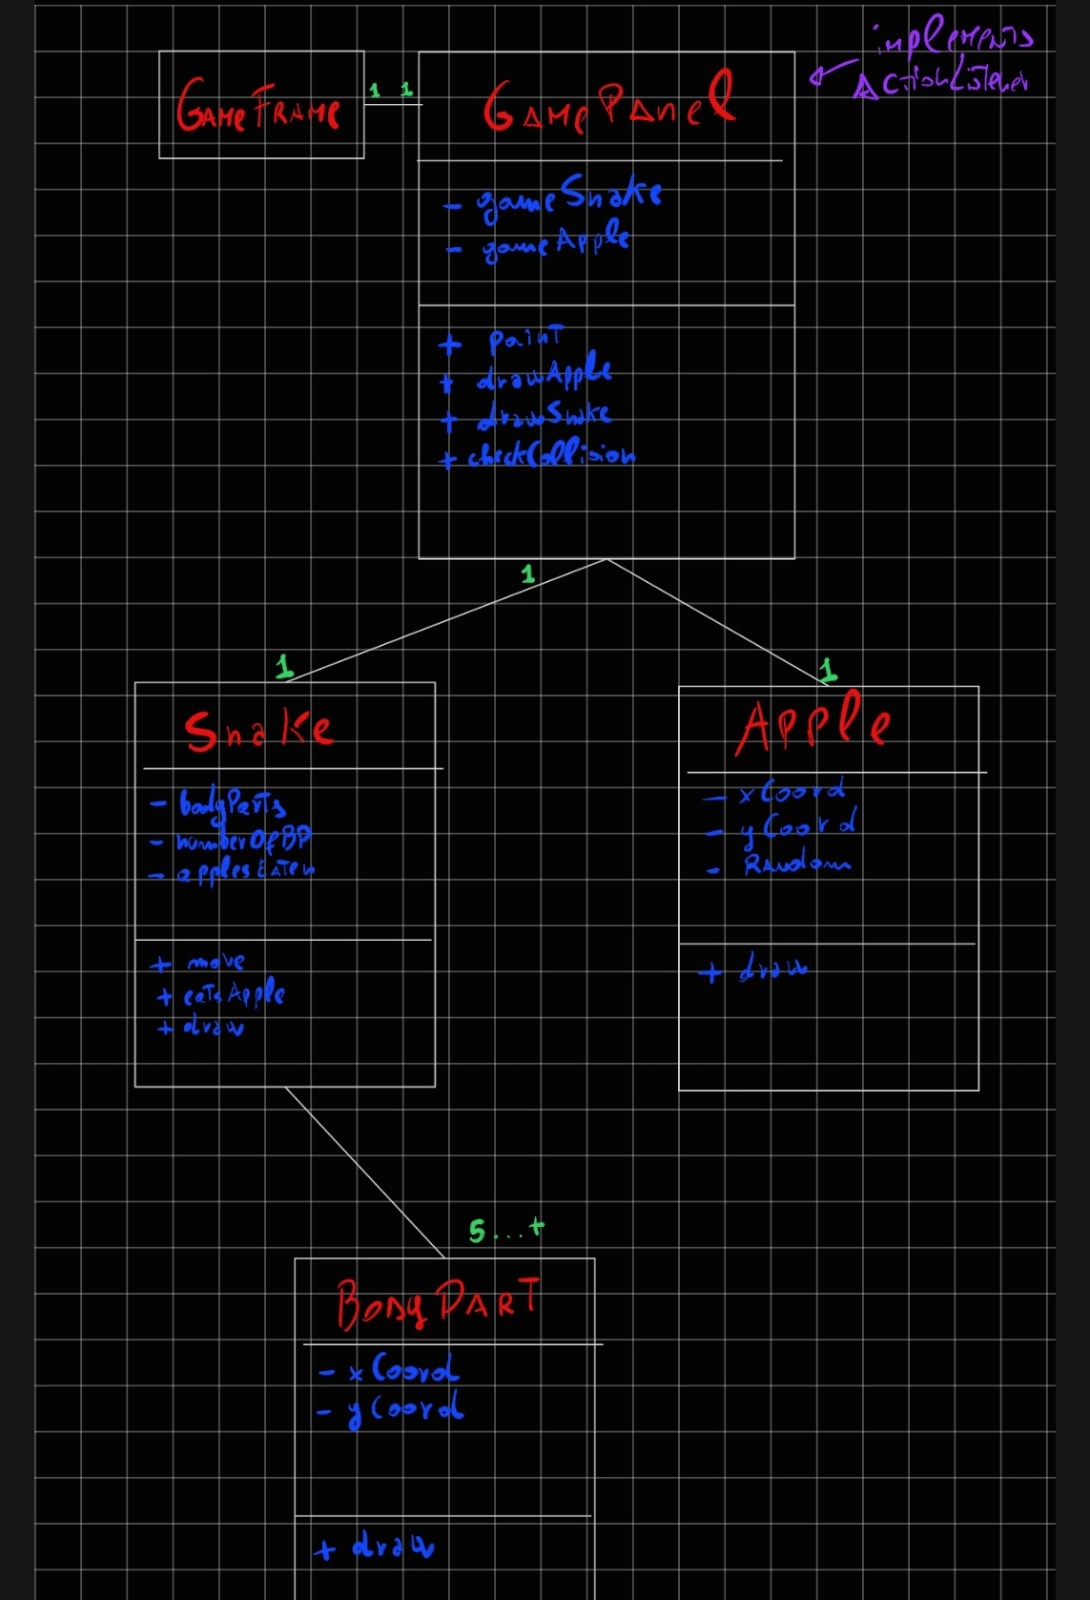 implements
ActionListener
GameFrame
1 1
GamePanel
- gameSnake
- gameApple
+ paint
+ drawApple
+ drawSnake
+ checkCollision
1
1
1
Snake
- bodyParts
- numberOfBP
- applesEaten
+ move
+ eatsApple
+ draw
Apple
- xCoord
- yCoord
- Random
+ draw
5...+
BodyPart
- xCoord
- yCoord
+ draw